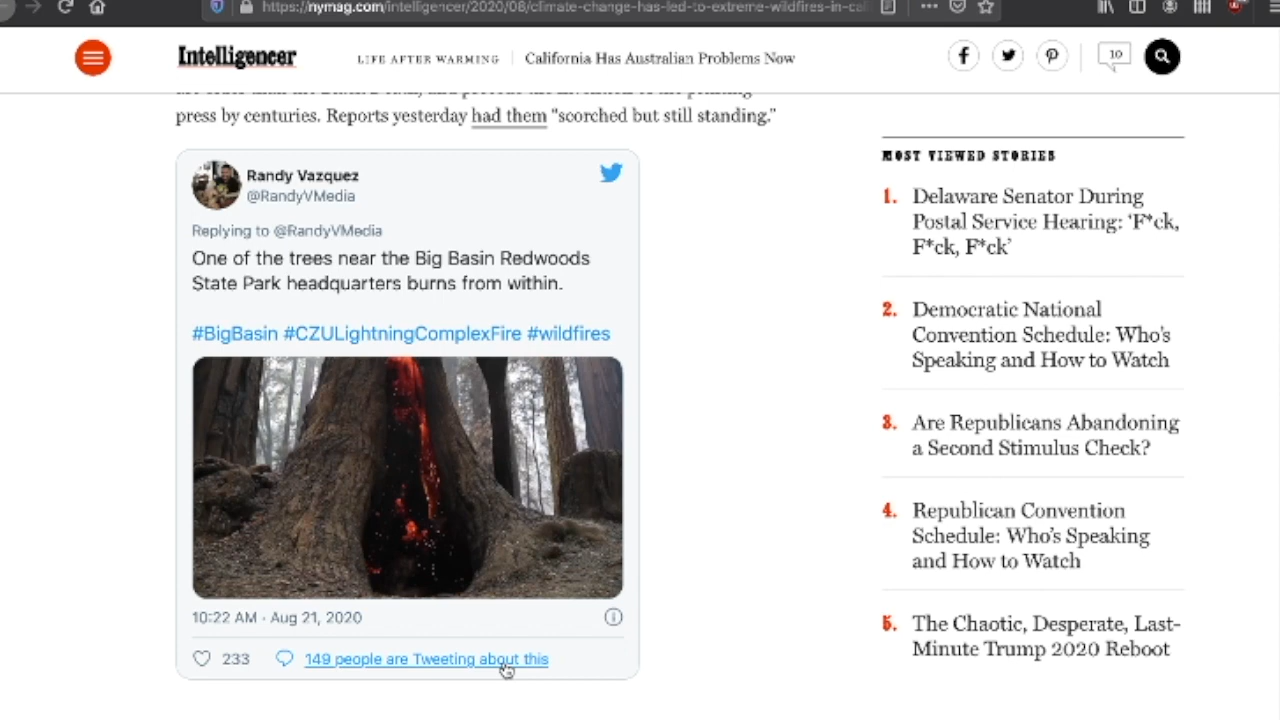 https://nymag.com/intelligencer/2020/08/climate-change-has-led-to-extreme-wildfires-in-cal
Intelligencer
LIFE AFTER WARMING
California Has Australian Problems Now
10
press by centuries. Reports yesterday had them “scorched but still standing.”
Randy Vazquez
@RandyVMedia
Replying to @RandyVMedia
One of the trees near the Big Basin Redwoods
State Park headquarters burns from within.
#BigBasin #CZULightningComplexFire #wildfires
10:22 AM · Aug 21, 2020
233
149 people are Tweeting about this
MOST VIEWED STORIES
1. Delaware Senator During
Postal Service Hearing: ‘F*ck,
F*ck, F*ck’
2. Democratic National
Convention Schedule: Who’s
Speaking and How to Watch
3. Are Republicans Abandoning
a Second Stimulus Check?
4. Republican Convention
Schedule: Who’s Speaking
and How to Watch
5. The Chaotic, Desperate, Last-
Minute Trump 2020 Reboot